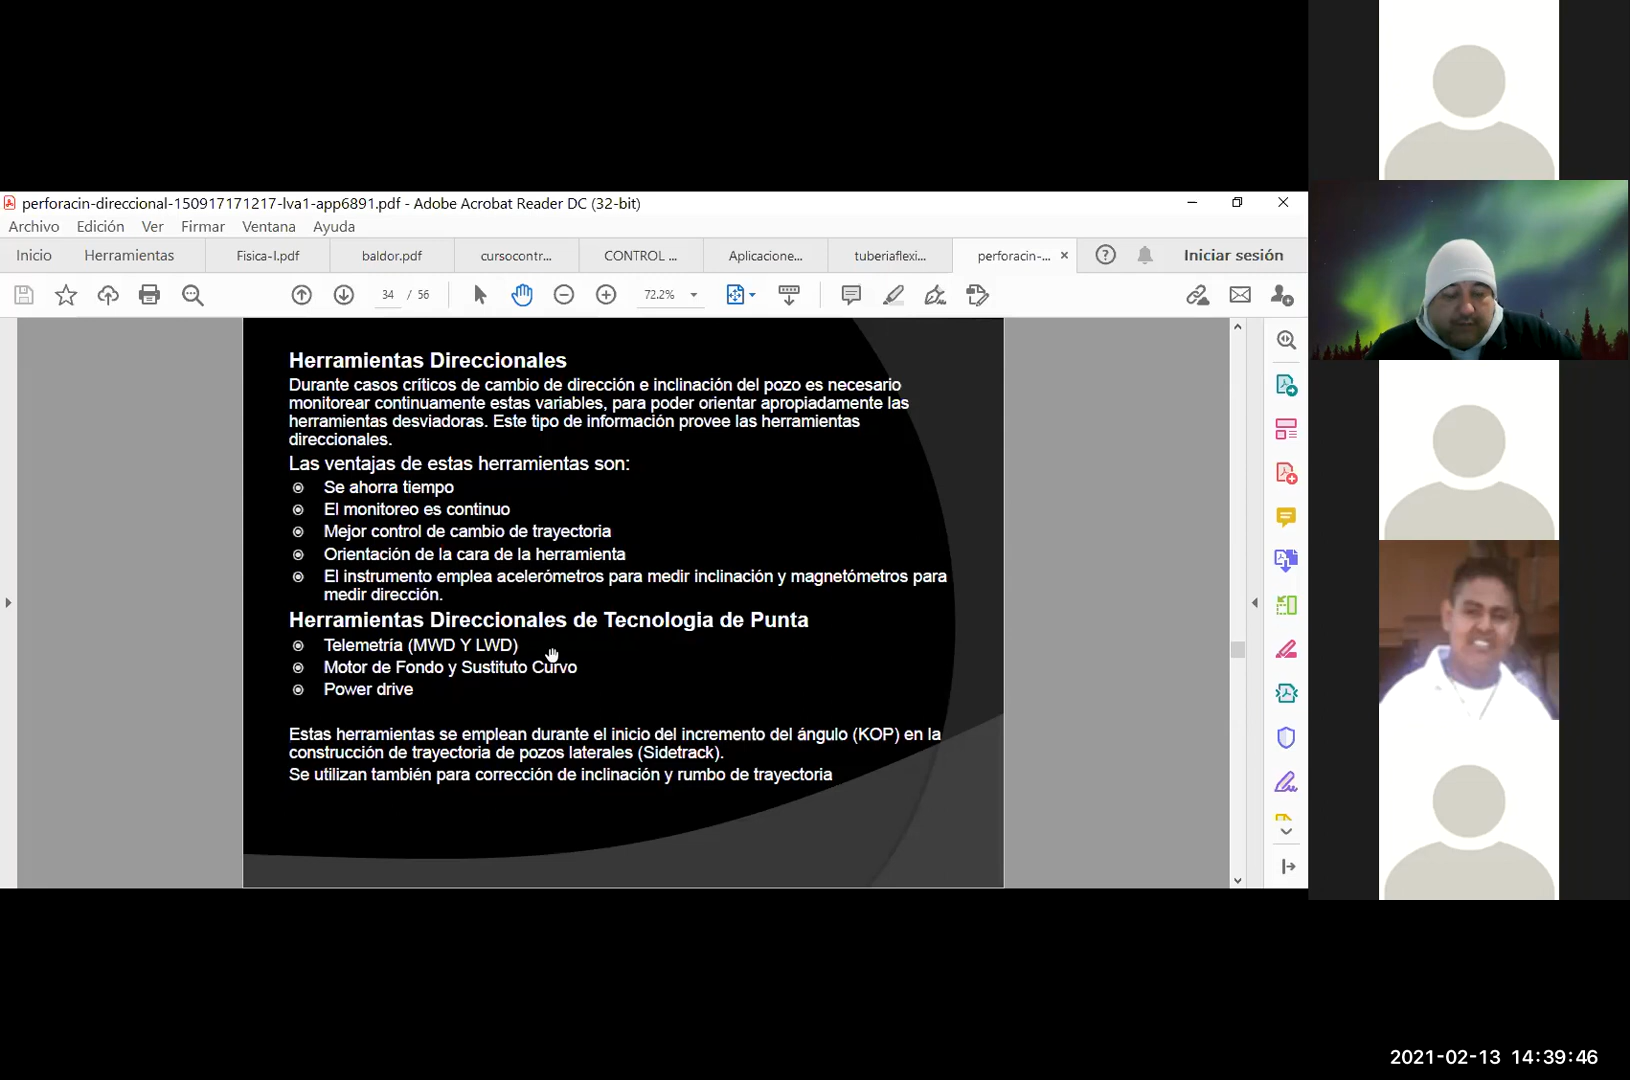 perforacin-direccional-150917171217-lva1-app6891.pdf - Adobe Acrobat Reader DC (32-bit)
Archivo Edición Ver Firmar Ventana Ayuda
Inicio Herramientas Fisica-I.pdf baldor.pdf cursocontr... CONTROL ... Aplicacione... tuberiaflexi... perforacin-... Iniciar sesión
34 / 56 72.2%
Herramientas Direccionales
Durante casos críticos de cambio de dirección e inclinación del pozo es necesario
monitorear continuamente estas variables, para poder orientar apropiadamente las
herramientas desviadoras. Este tipo de información provee las herramientas
direccionales.
Las ventajas de estas herramientas son:
Se ahorra tiempo
El monitoreo es continuo
Mejor control de cambio de trayectoria
Orientación de la cara de la herramienta
El instrumento emplea acelerómetros para medir inclinación y magnetómetros para
medir dirección.
Herramientas Direccionales de Tecnologia de Punta
Telemetría (MWD Y LWD)
Motor de Fondo y Sustituto Curvo
Power drive
Estas herramientas se emplean durante el inicio del incremento del ángulo (KOP) en la
construcción de trayectoria de pozos laterales (Sidetrack).
Se utilizan también para corrección de inclinación y rumbo de trayectoria
2021-02-13 14:39:46